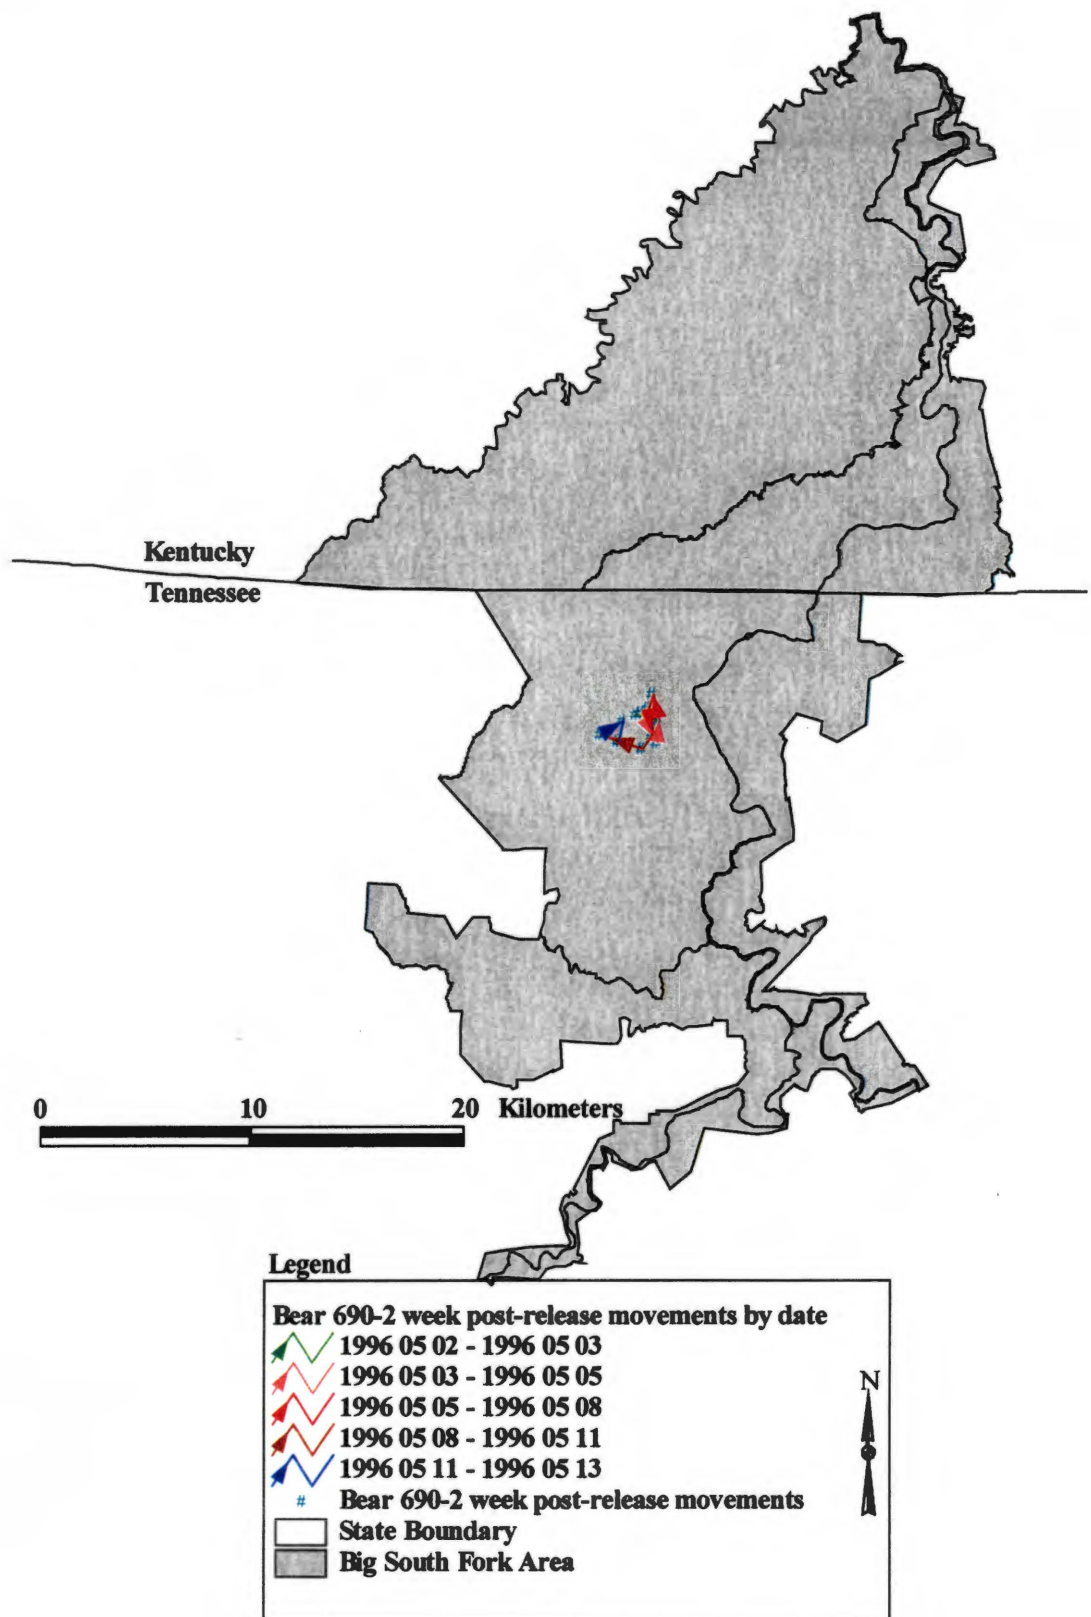 Kentucky
Tennessee
0 10 20 Kilometers
Legend
Bear 690-2 week post-release movements by date
1996 05 02 - 1996 05 03
1996 05 03 - 1996 05 05
1996 05 05 - 1996 05 08
1996 05 08 - 1996 05 11
1996 05 11 - 1996 05 13
# Bear 690-2 week post-release movements
State Boundary
Big South Fork Area
N